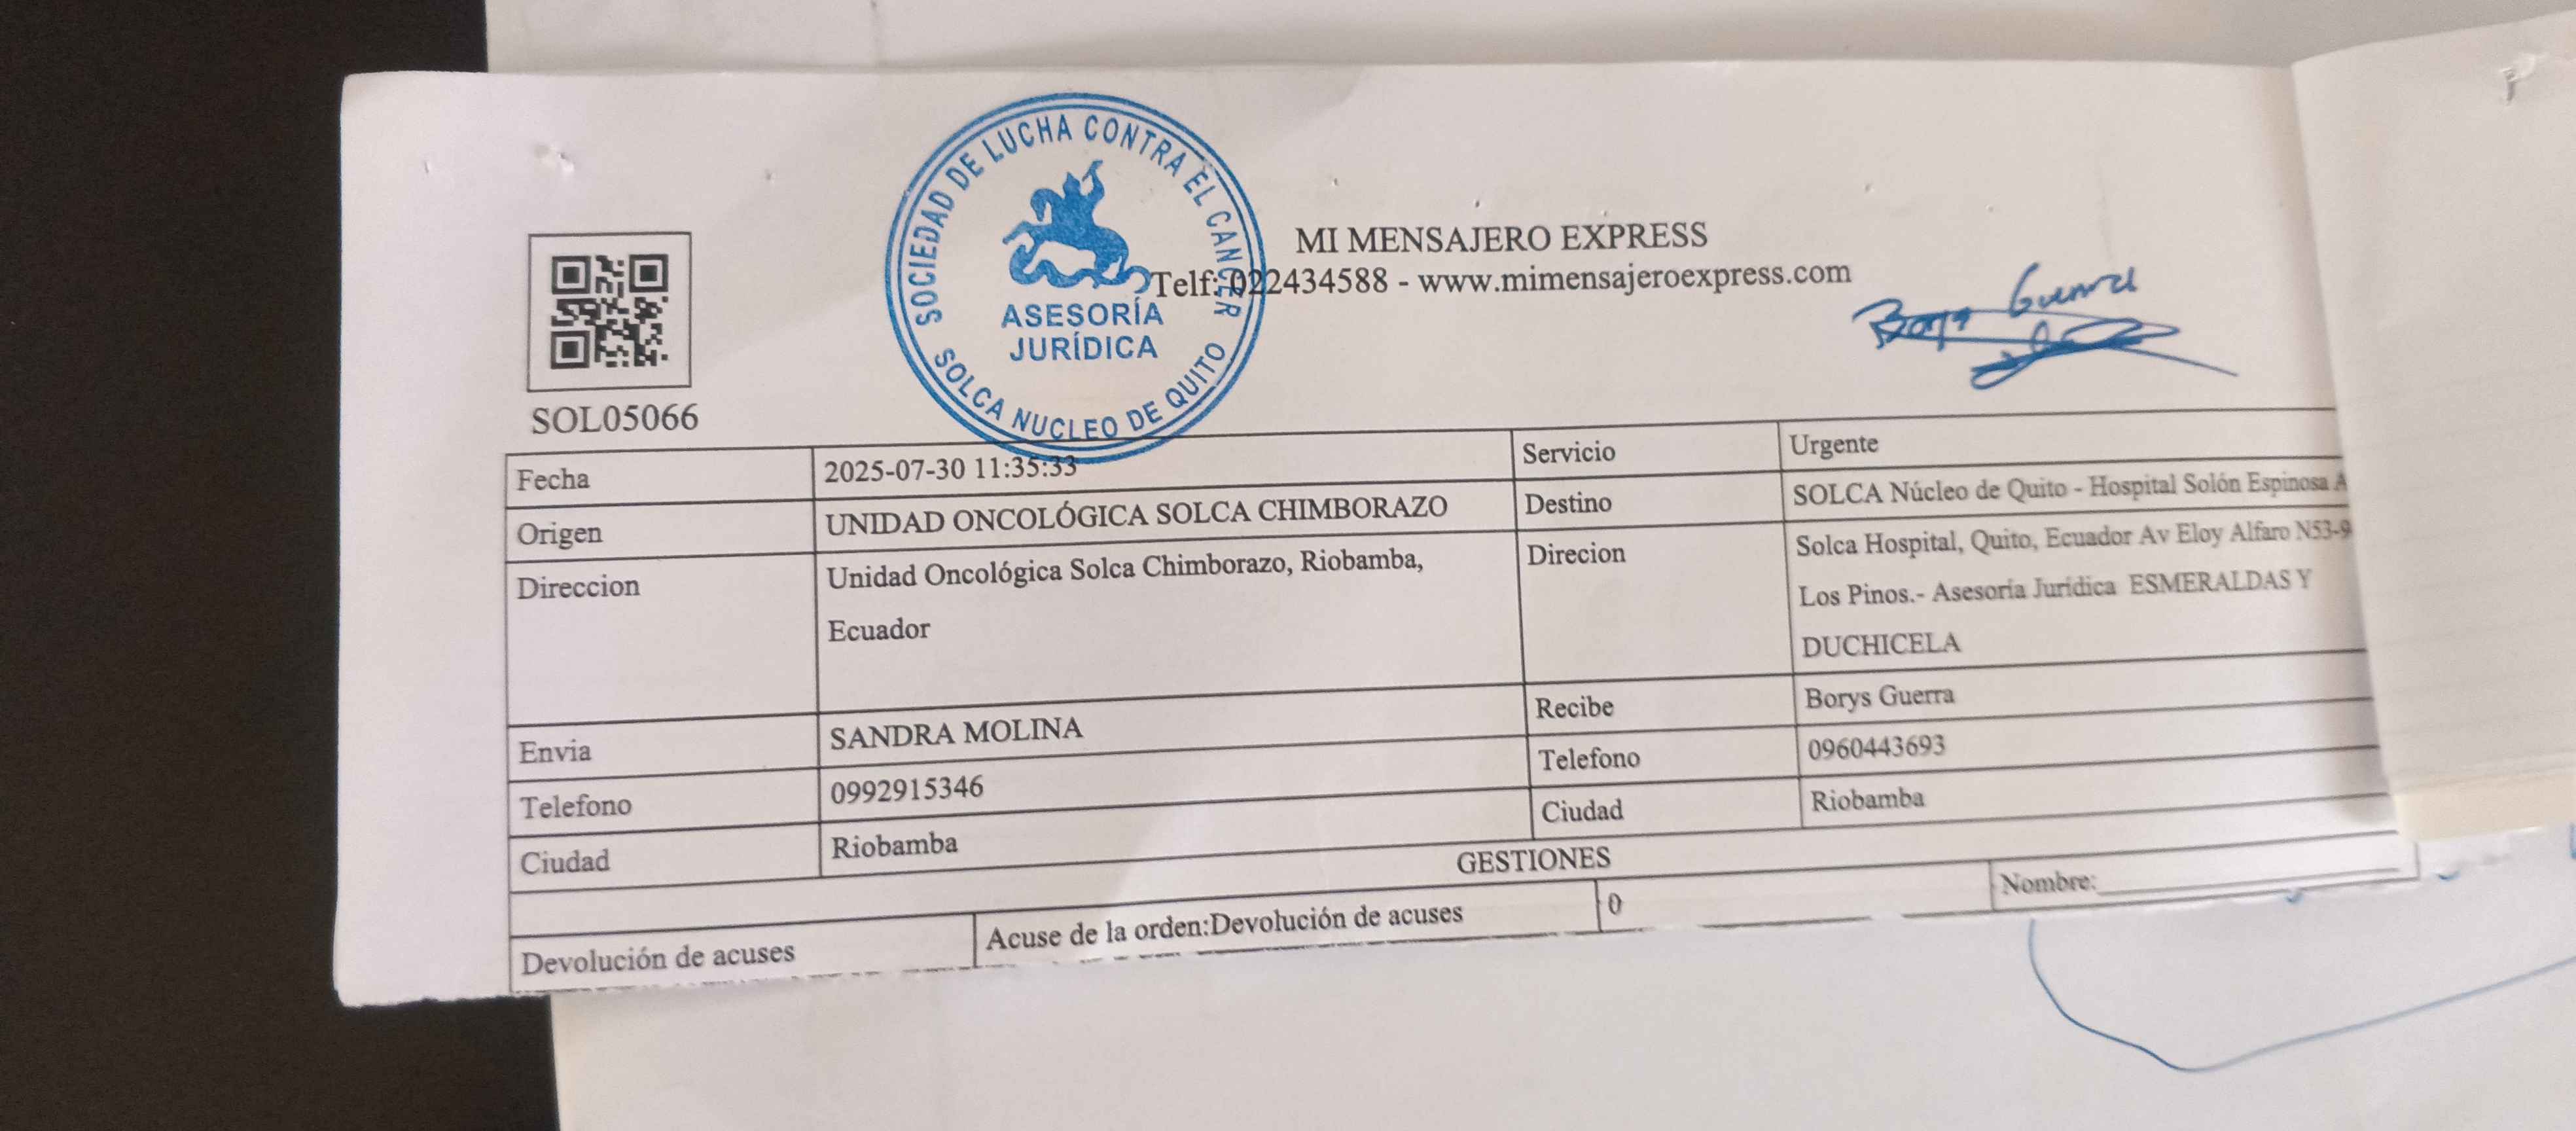 SOCIEDAD DE LUCHA CONTRA EL CANCER
ASESORÍA
JURÍDICA
SOLCA NUCLEO DE QUITO
MI MENSAJERO EXPRESS
Telf: 022434588 - www.mimensajeroexpress.com
Borys Guerra
SOL05066
Fecha 2025-07-30 11:35:33 Servicio Urgente
Origen UNIDAD ONCOLÓGICA SOLCA CHIMBORAZO Destino SOLCA Núcleo de Quito - Hospital Solón Espinosa A
Direccion Unidad Oncológica Solca Chimborazo, Riobamba, Direcion Solca Hospital, Quito, Ecuador Av Eloy Alfaro N53-9
Ecuador Los Pinos.- Asesoría Jurídica ESMERALDAS Y
DUCHICELA
Envia SANDRA MOLINA Recibe Borys Guerra
Telefono 0992915346 Telefono 0960443693
Ciudad Riobamba Ciudad Riobamba
GESTIONES
Devolución de acuses Acuse de la orden:Devolución de acuses 0 Nombre: